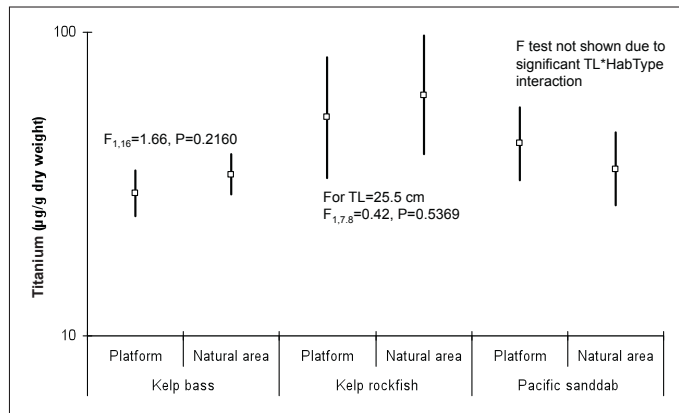 100
F test not shown due to
significant TL*HabType
interaction
F1,16=1.66, P=0.2160
For TL=25.5 cm
F1,7.8=0.42, P=0.5369
Titanium (µg/g dry weight)
10
Platform Natural area Platform Natural area Platform Natural area
Kelp bass Kelp rockfish Pacific sanddab